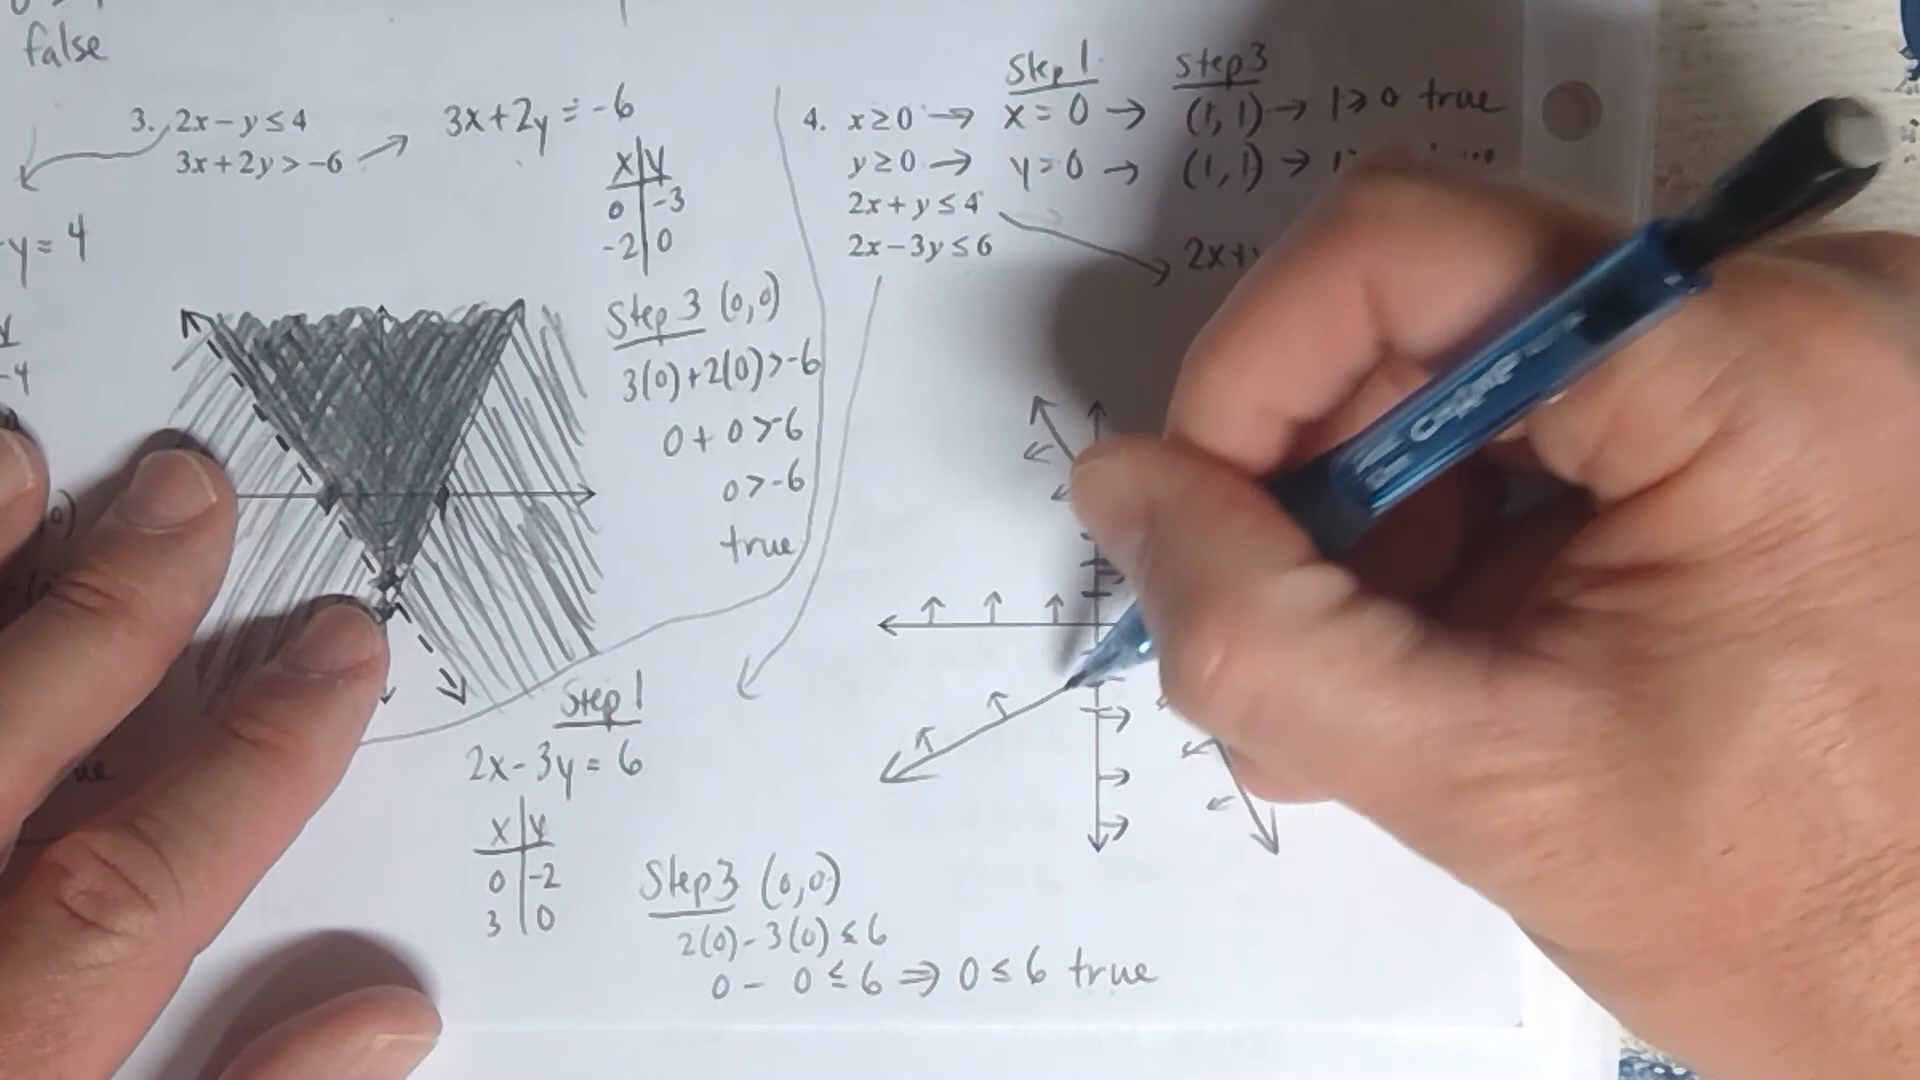 false
3. 2x − y ≤ 4
3x + 2y > −6
3x+2y = -6
x y
0 -3
-2 0
Step 3 (0,0)
3(0)+2(0)>-6
0+0>-6
0>-6
true
-y= 4
y
-4
4. x ≥ 0 → x = 0 → (1, 1) → 1≥0 true
Step 1
Step 3
y ≥ 0 → y=0 → (1, 1) →
2x + y ≤ 4
2x − 3y ≤ 6
2x+
Step 1
2x-3y= 6
x y
0 -2
3 0
Step 3 (0,0)
2(0)-3(0)≤6
0 - 0≤6 ⇒ 0≤6 true